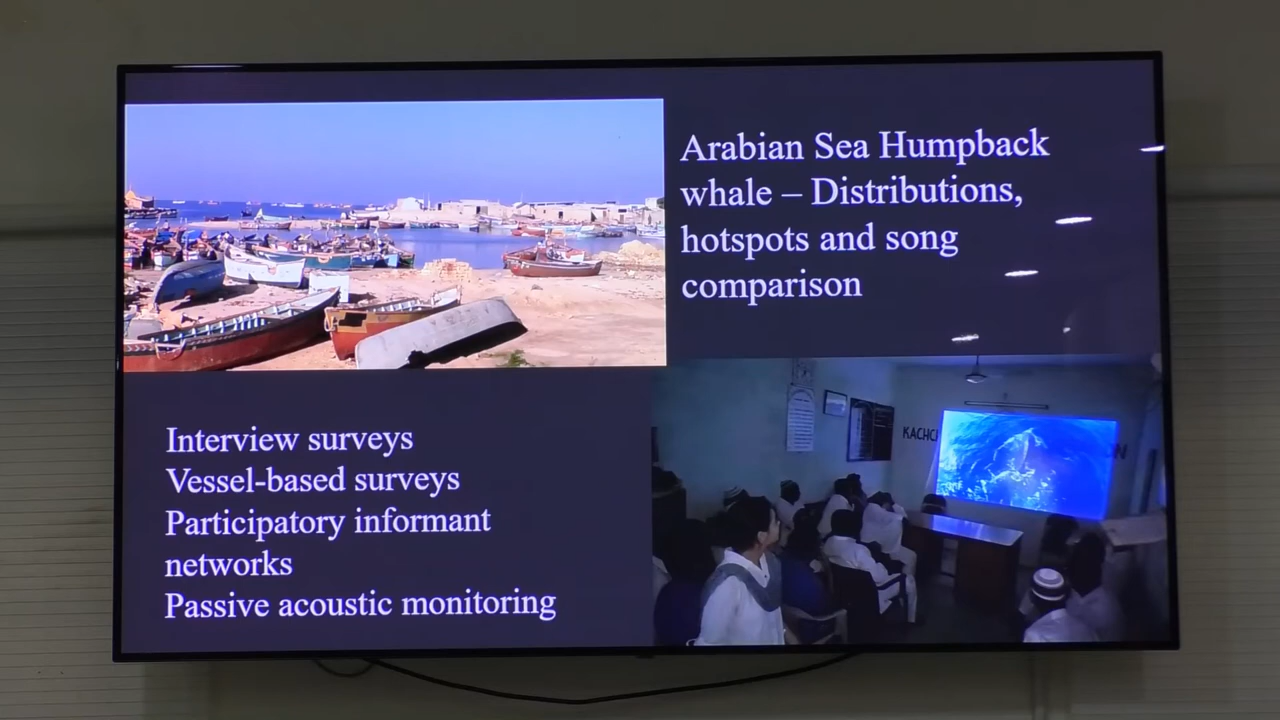 Arabian Sea Humpback
whale – Distributions,
hotspots and song
comparison
Interview surveys
Vessel-based surveys
Participatory informant
networks
Passive acoustic monitoring
KACHCH